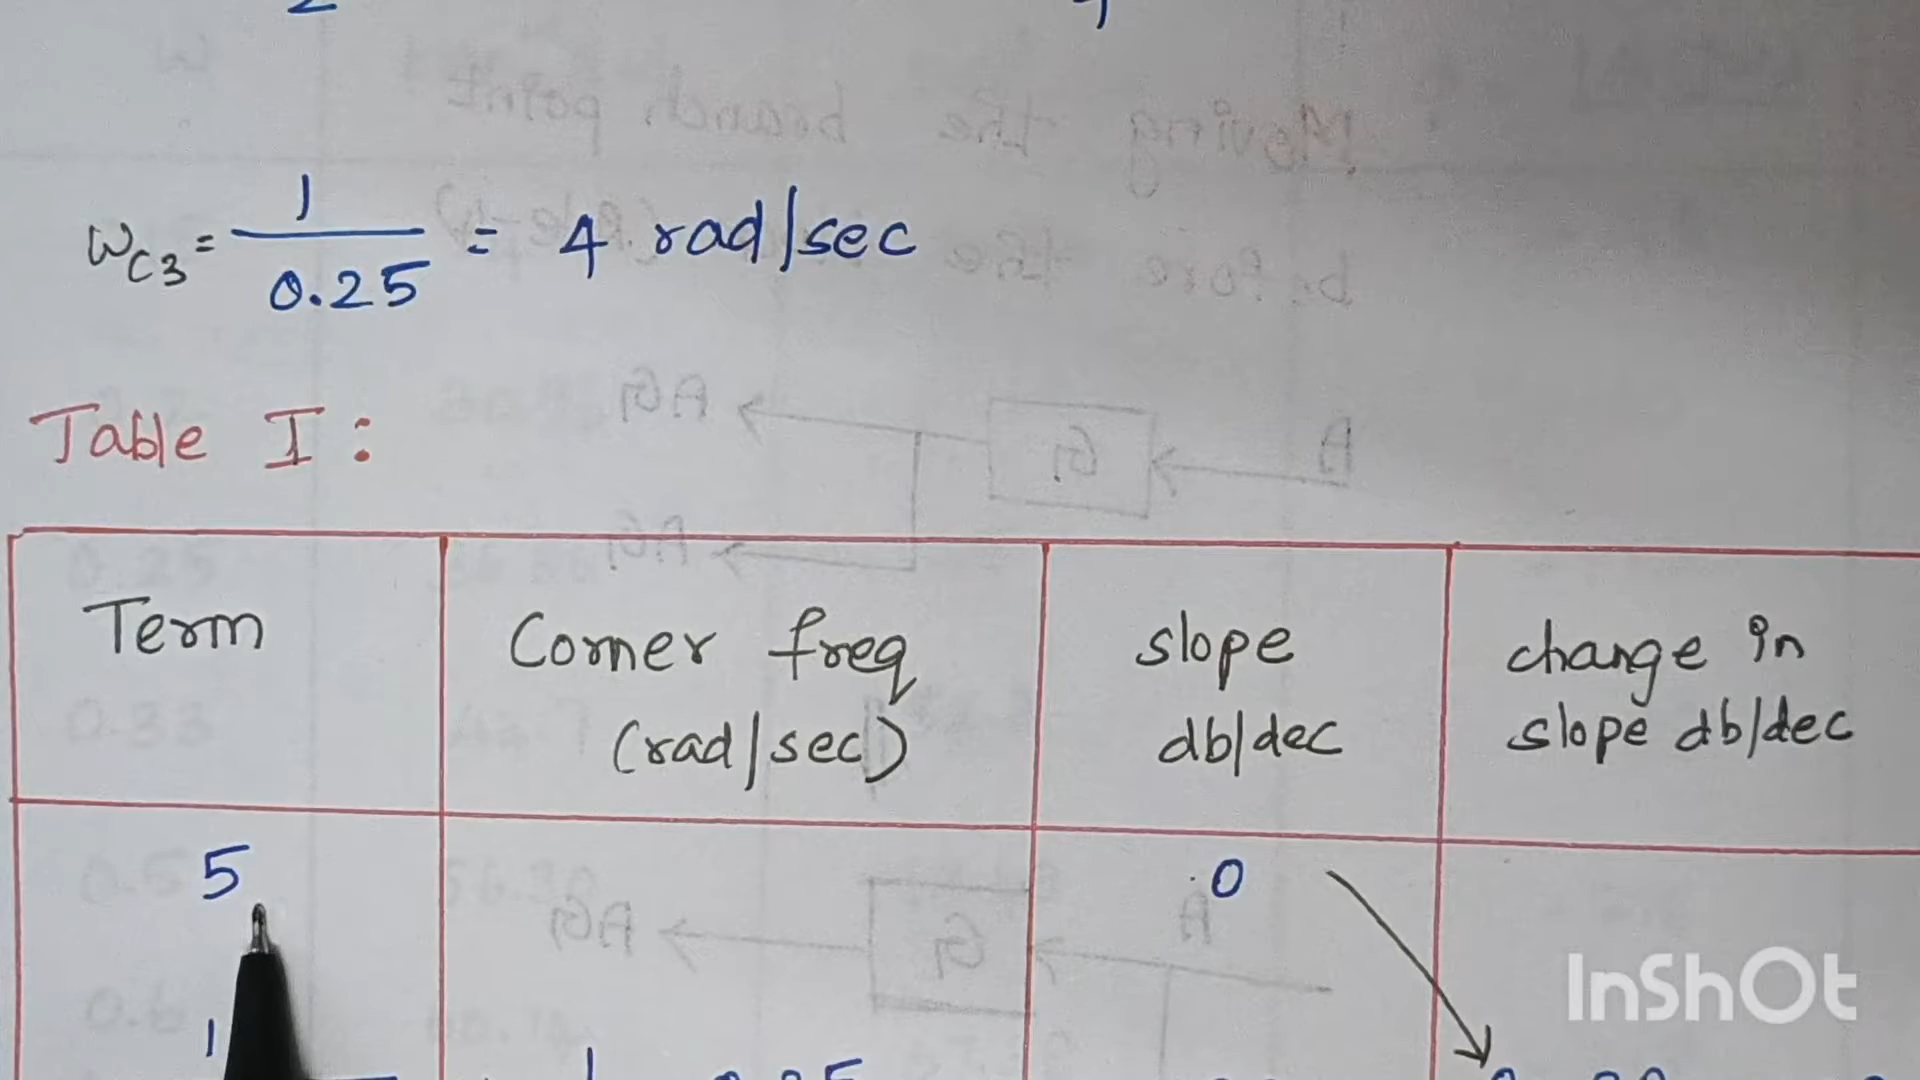 ωc3 = 1/0.25 = 4 rad/sec
Table I:
Term
Corner freq (rad/sec)
slope db/dec
change in slope db/dec
5
0
InShOt